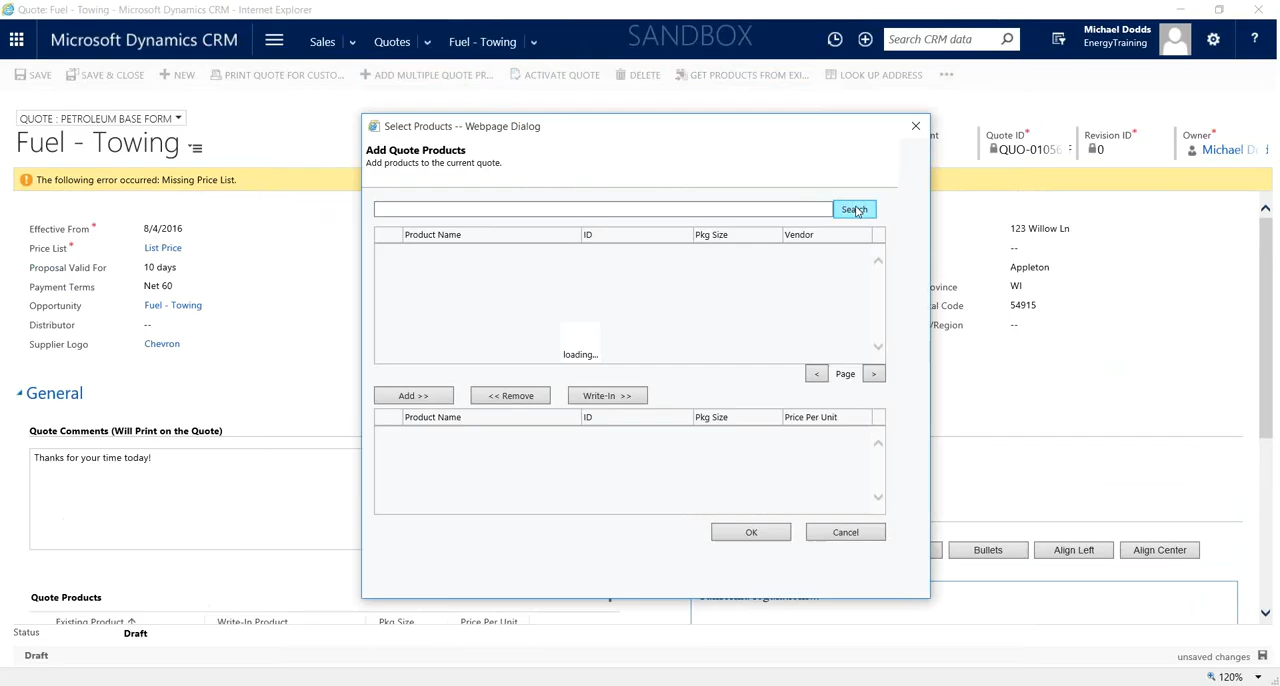 Quote: Fuel - Towing - Microsoft Dynamics CRM - Internet Explorer
Microsoft Dynamics CRM Sales Quotes Fuel - Towing SANDBOX Search CRM data Michael Dodds
EnergyTraining
?
SAVE SAVE & CLOSE NEW PRINT QUOTE FOR CUSTO... ADD MULTIPLE QUOTE PR... ACTIVATE QUOTE DELETE GET PRODUCTS FROM EXI... LOOK UP ADDRESS
QUOTE : PETROLEUM BASE FORM
Fuel - Towing
Quote ID* Revision ID* Owner*
QUO-01056 0 Michael
The following error occurred: Missing Price List.
Effective From * 8/4/2016
Price List* List Price
Proposal Valid For 10 days
Payment Terms Net 60
Opportunity Fuel - Towing
Distributor --
Supplier Logo Chevron
123 Willow Ln
--
Appleton
ovince WI
al Code 54915
/Region --
General
Quote Comments (Will Print on the Quote)
Thanks for your time today!
Bullets Align Left Align Center
Quote Products
Existing Product Write-In Product Pkg Size Price Per Unit
Status Draft
Draft
unsaved changes
120%
Select Products -- Webpage Dialog
Add Quote Products
Add products to the current quote.
Search
Product Name ID Pkg Size Vendor
loading...
< Page >
Add >> << Remove Write-In >>
Product Name ID Pkg Size Price Per Unit
OK Cancel